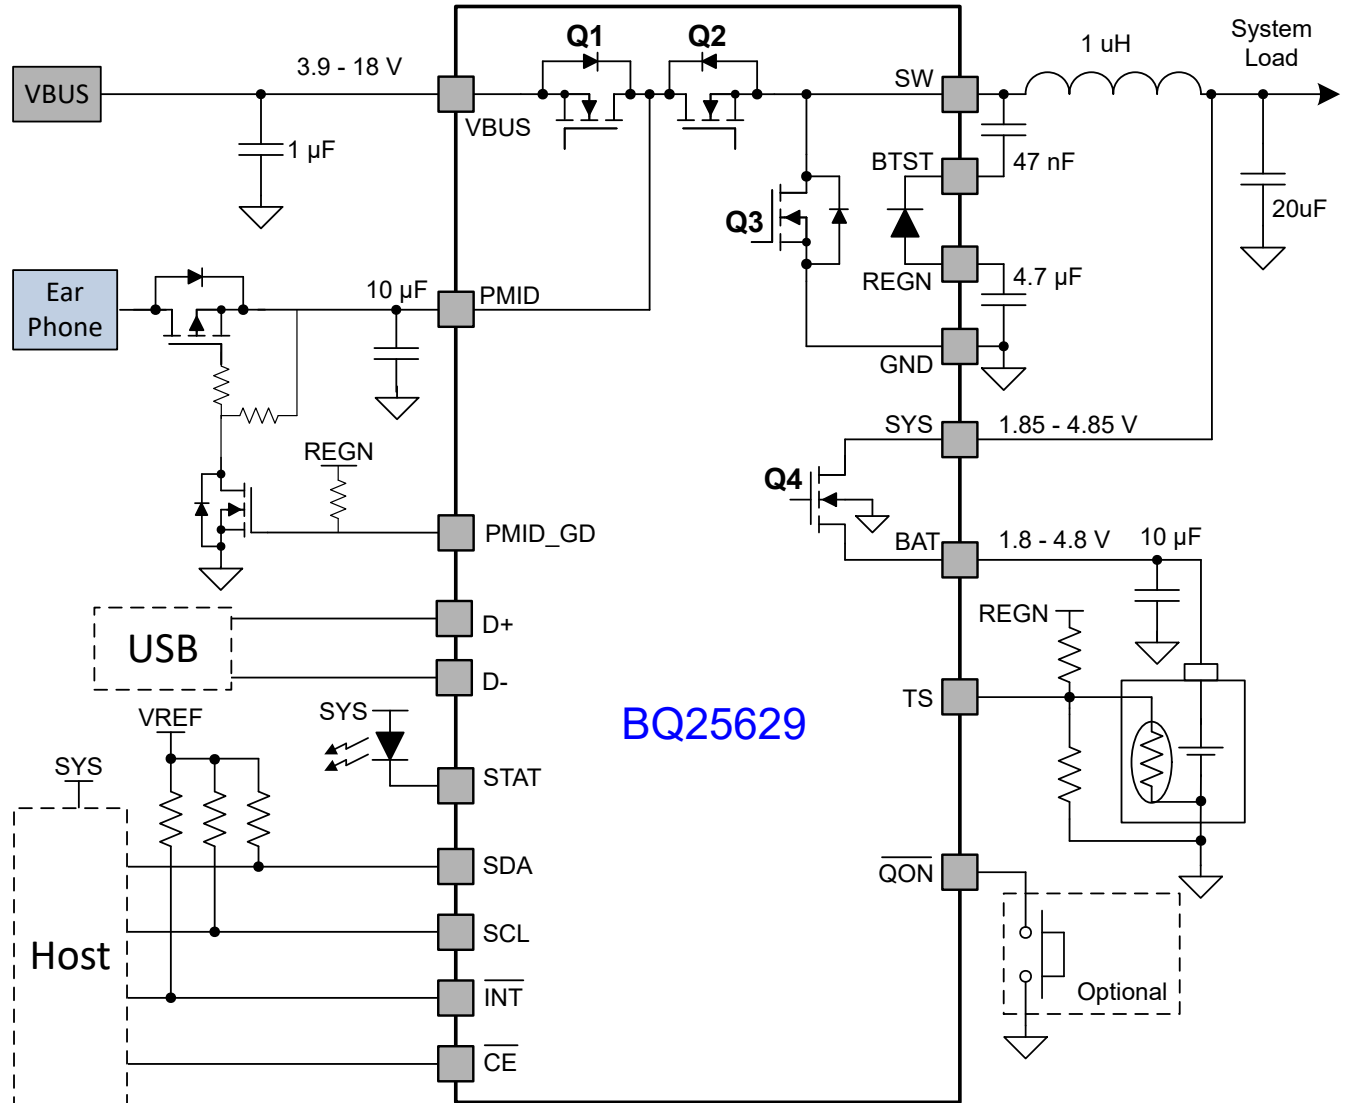 Q1
Q2
System
Load
1 uH
3.9 - 18 V
SW
VBUS
VBUS
1 µF
BTST
47 nF
20uF
Q3
REGN
4.7 µF
Ear
Phone
10 µF
PMID
GND
SYS
1.85 - 4.85 V
REGN
Q4
PMID_GD
BAT
1.8 - 4.8 V
10 µF
REGN
USB
D+
D-
TS
BQ25629
VREF
SYS
STAT
SYS
SDA
QON
SCL
Host
INT
Optional
CE